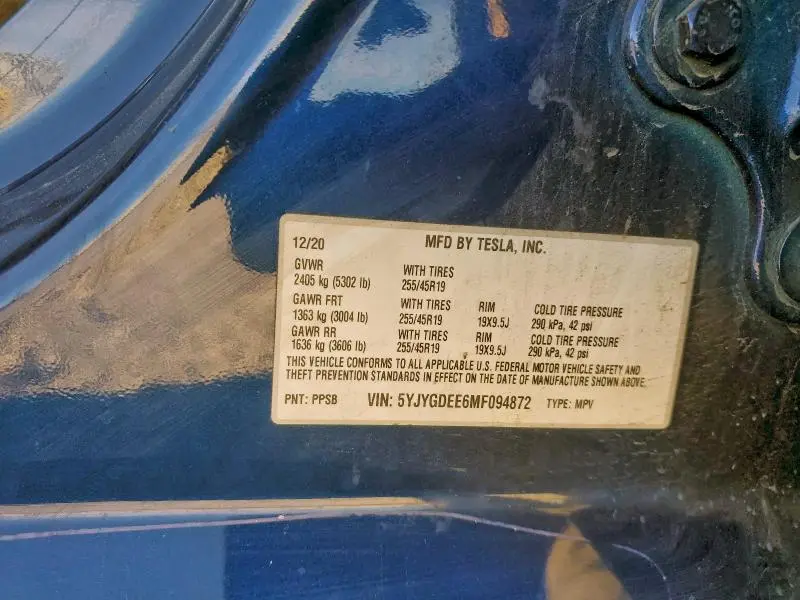 12/20 MFD BY TESLA, INC.
GVWR WITH TIRES
2405 kg (5302 lb) 255/45R19
GAWR FRT WITH TIRES RIM COLD TIRE PRESSURE
1363 kg (3004 lb) 255/45R19 19X9.5J 290 kPa, 42 psi
GAWR RR WITH TIRES RIM COLD TIRE PRESSURE
1636 kg (3606 lb) 255/45R19 19X9.5J 290 kPa, 42 psi
THIS VEHICLE CONFORMS TO ALL APPLICABLE U.S. FEDERAL MOTOR VEHICLE SAFETY AND
THEFT PREVENTION STANDARDS IN EFFECT ON THE DATE OF MANUFACTURE SHOWN ABOVE.
PNT: PPSB VIN: 5YJYGDEE6MF094872 TYPE: MPV